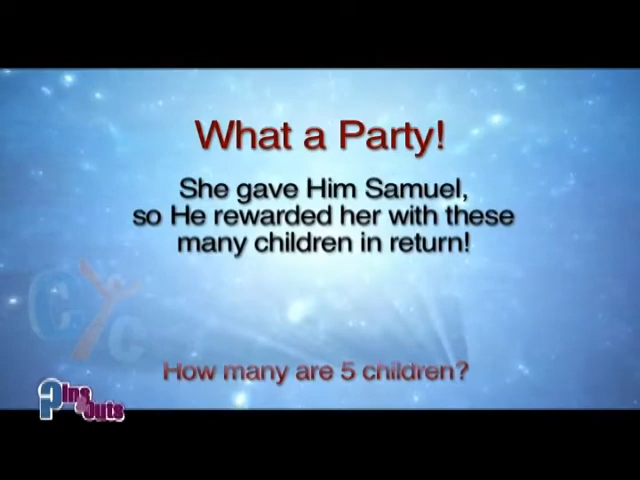 What a Party!
She gave Him Samuel,
so He rewarded her with these
many children in return!
CYC
How many are 5 children?
Ins
Outs